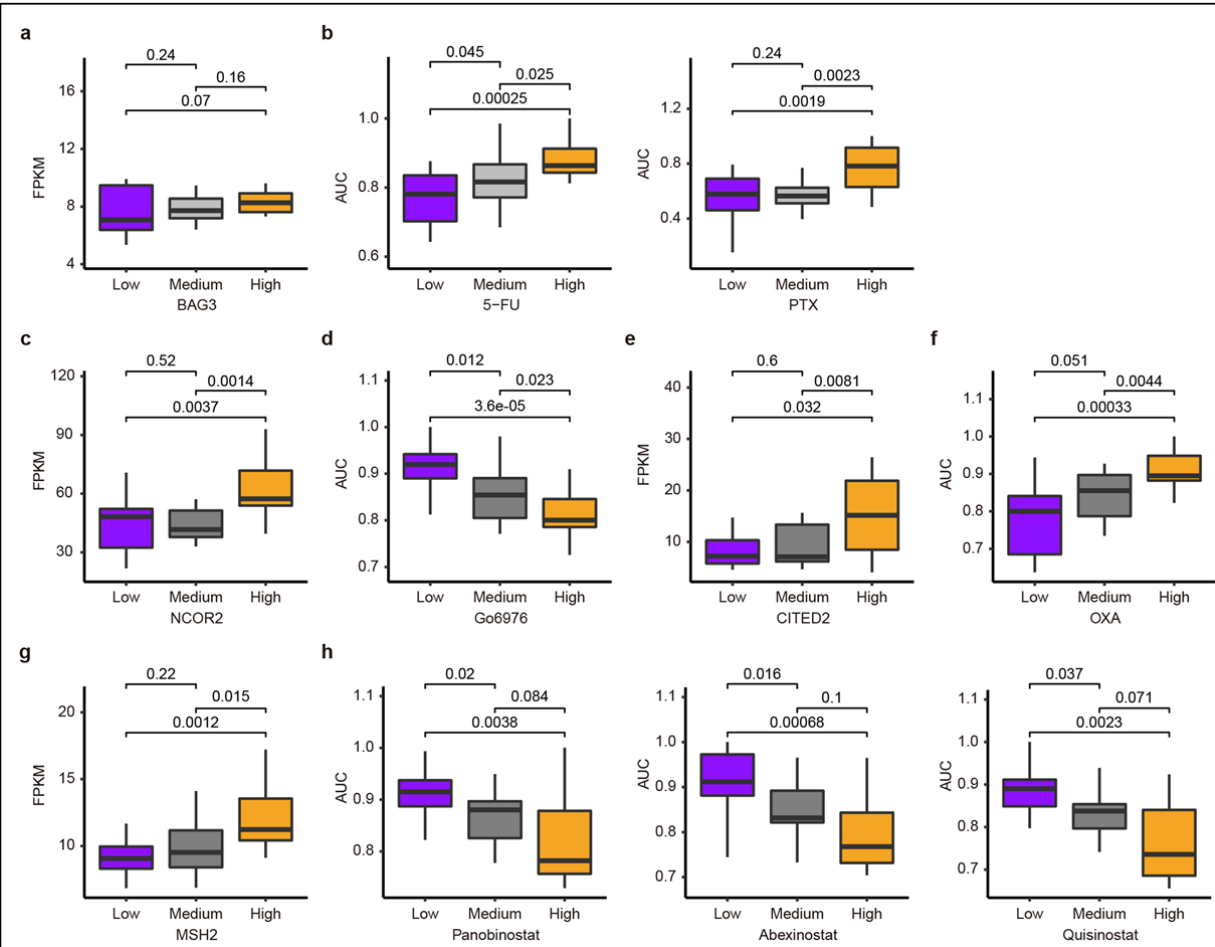 a
b
0.24
0.16
0.07
FPKM
16
12
8
4
Low Medium High
BAG3
0.045
0.025
0.00025
AUC
1.0
0.8
0.6
Low Medium High
5−FU
0.24
0.0023
0.0019
AUC
1.2
0.8
0.4
Low Medium High
PTX
c
d
e
f
0.52
0.0014
0.0037
FPKM
120
90
60
30
Low Medium High
NCOR2
0.012
0.023
3.6e-05
AUC
1.1
1.0
0.9
0.8
0.7
Low Medium High
Go6976
0.6
0.0081
0.032
FPKM
40
30
20
10
Low Medium High
CITED2
0.051
0.0044
0.00033
AUC
1.1
1.0
0.9
0.8
0.7
Low Medium High
OXA
g
h
0.22
0.015
0.0012
FPKM
20
15
10
Low Medium High
MSH2
0.02
0.084
0.0038
AUC
1.1
1.0
0.9
0.8
Low Medium High
Panobinostat
0.016
0.1
0.00068
AUC
1.1
1.0
0.9
0.8
0.7
Low Medium High
Abexinostat
0.037
0.071
0.0023
AUC
1.1
1.0
0.9
0.8
0.7
Low Medium High
Quisinostat